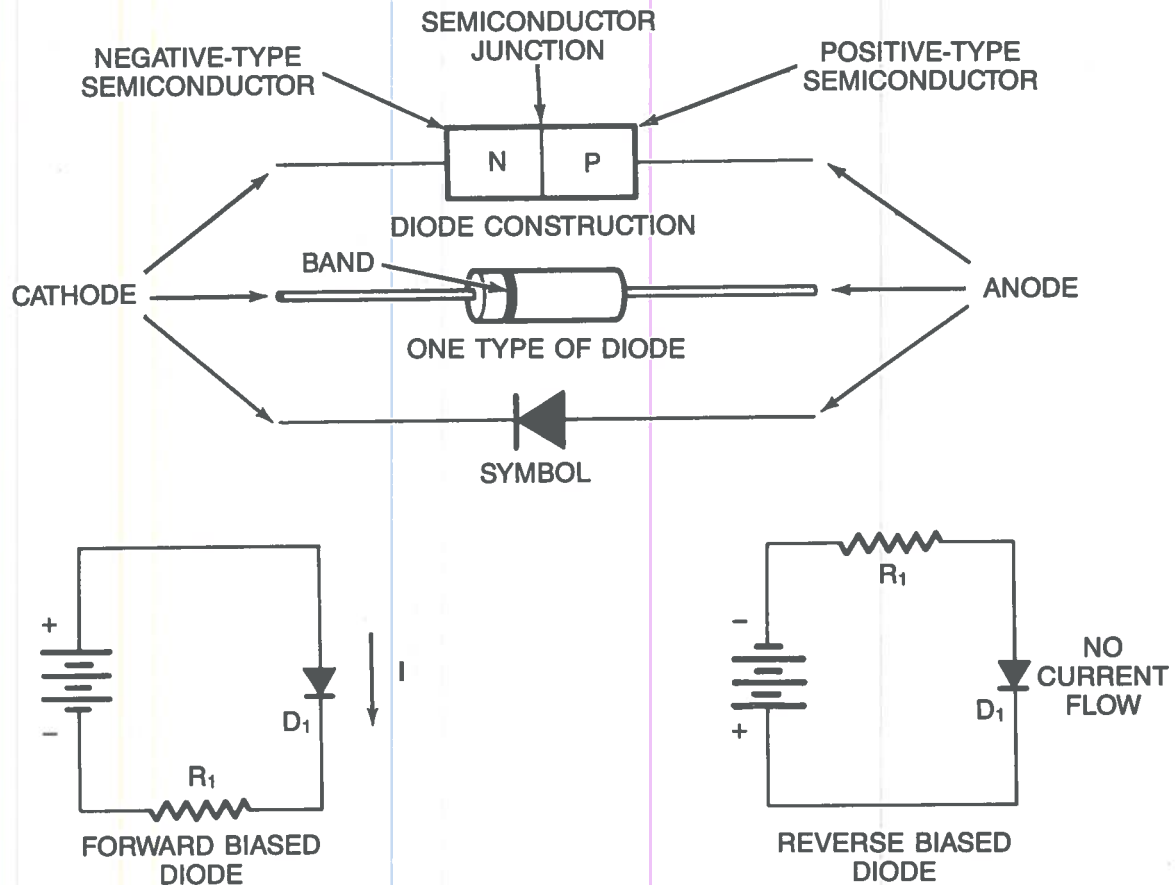 SEMICONDUCTOR
JUNCTION
NEGATIVE-TYPE
SEMICONDUCTOR
POSITIVE-TYPE
SEMICONDUCTOR
N
P
DIODE CONSTRUCTION
BAND
CATHODE
ANODE
ONE TYPE OF DIODE
SYMBOL
+
−
D₁
I
R₁
FORWARD BIASED
DIODE
R₁
−
+
D₁
NO
CURRENT
FLOW
REVERSE BIASED
DIODE